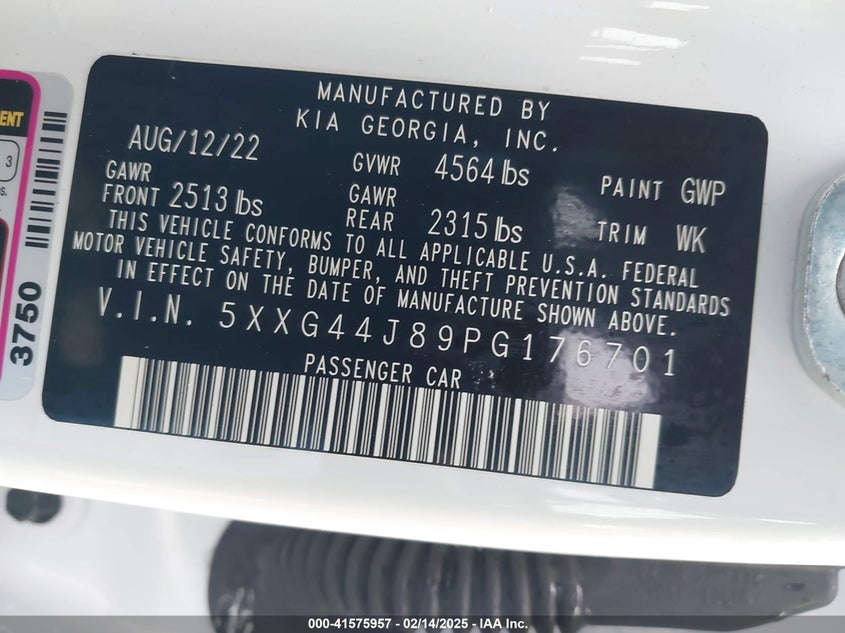 MANUFACTURED BY
KIA GEORGIA, INC.
AUG/12/22 GVWR 4564 lbs PAINT GWP
GAWR FRONT 2513 lbs GAWR REAR 2315 lbs TRIM WK
THIS VEHICLE CONFORMS TO ALL APPLICABLE U.S.A. FEDERAL
MOTOR VEHICLE SAFETY, BUMPER, AND THEFT PREVENTION STANDARDS
IN EFFECT ON THE DATE OF MANUFACTURE SHOWN ABOVE.
V.I.N. 5XXG44J89PG176701
PASSENGER CAR
3
3750
000-41575957 - 02/14/2025 - IAA Inc.